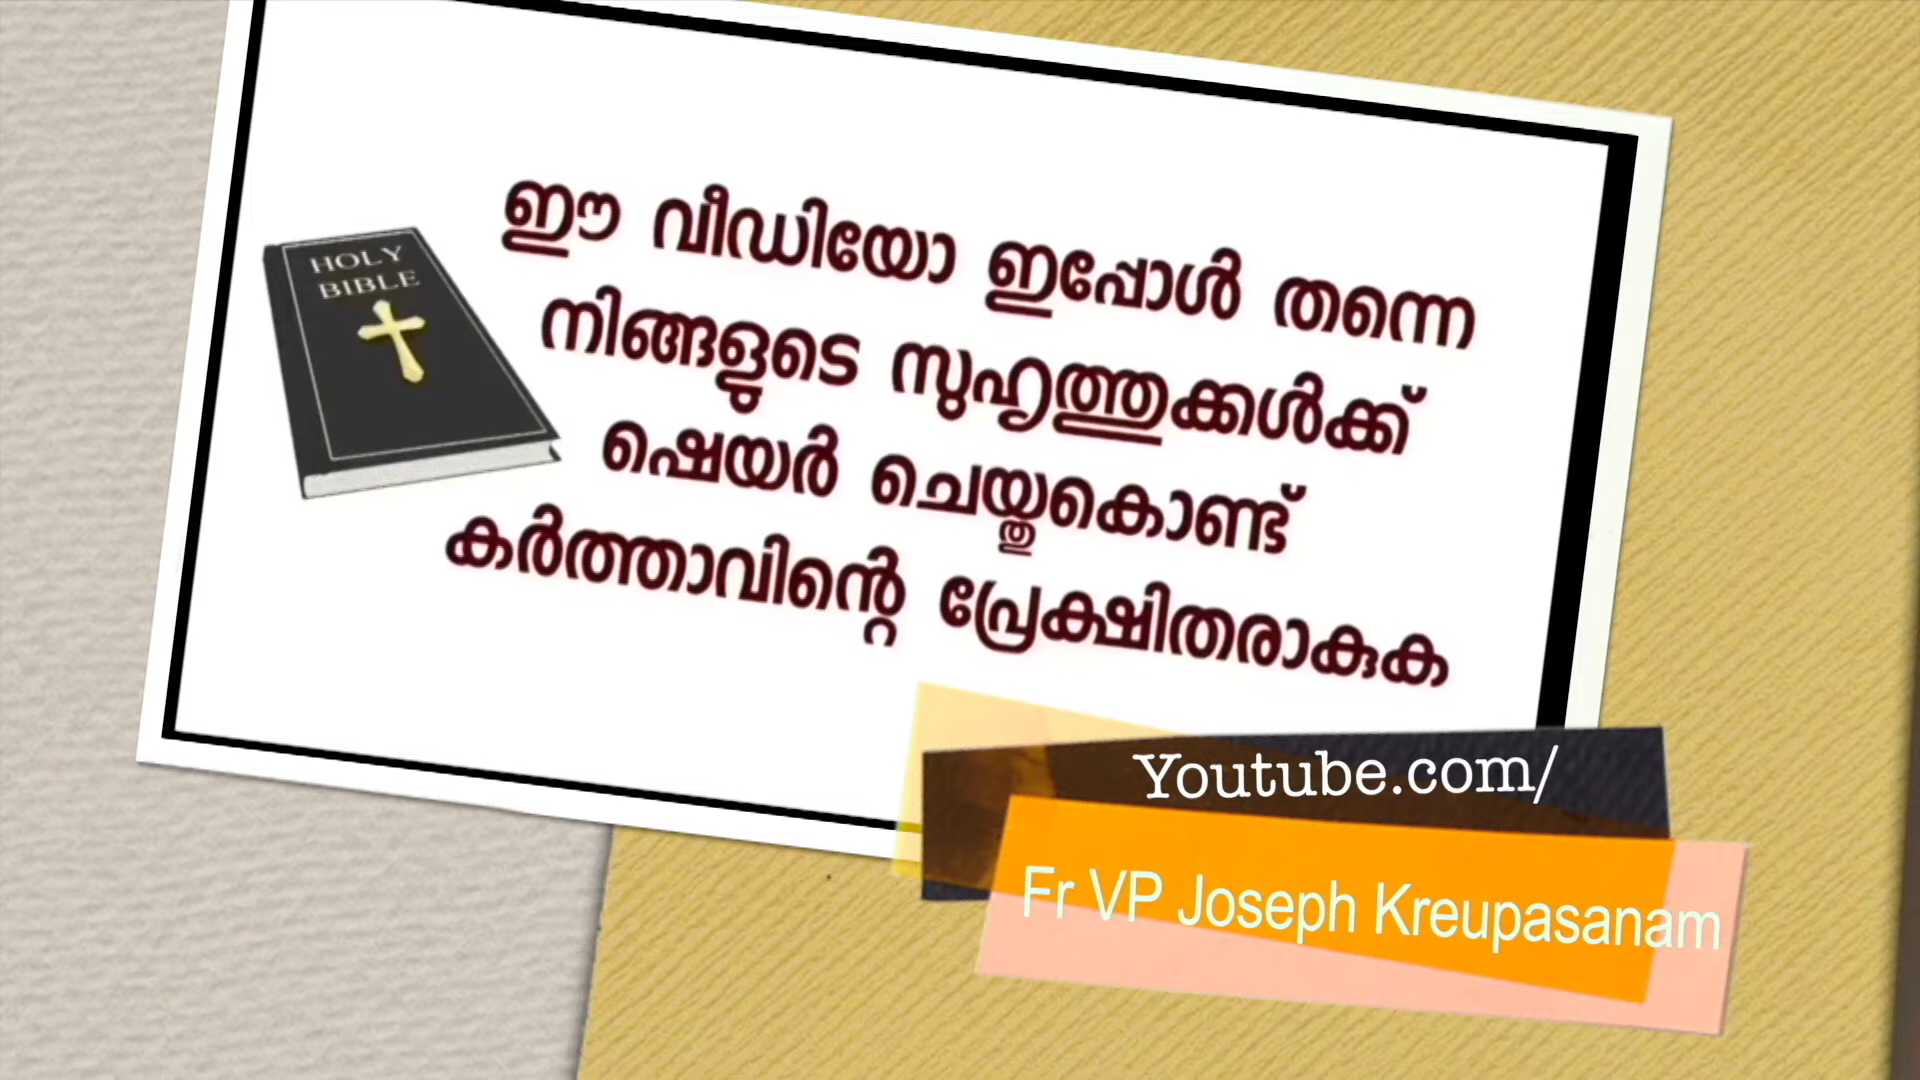 HOLY
BIBLE
ഈ വീഡിയോ ഇപ്പോൾ തന്നെ
നിങ്ങളുടെ സുഹൃത്തുക്കൾക്ക്
ഷെയർ ചെയ്തുകൊണ്ട്
കർത്താവിന്റെ പ്രേക്ഷിതരാകുക
Youtube.com/
Fr VP Joseph Kreupasanam